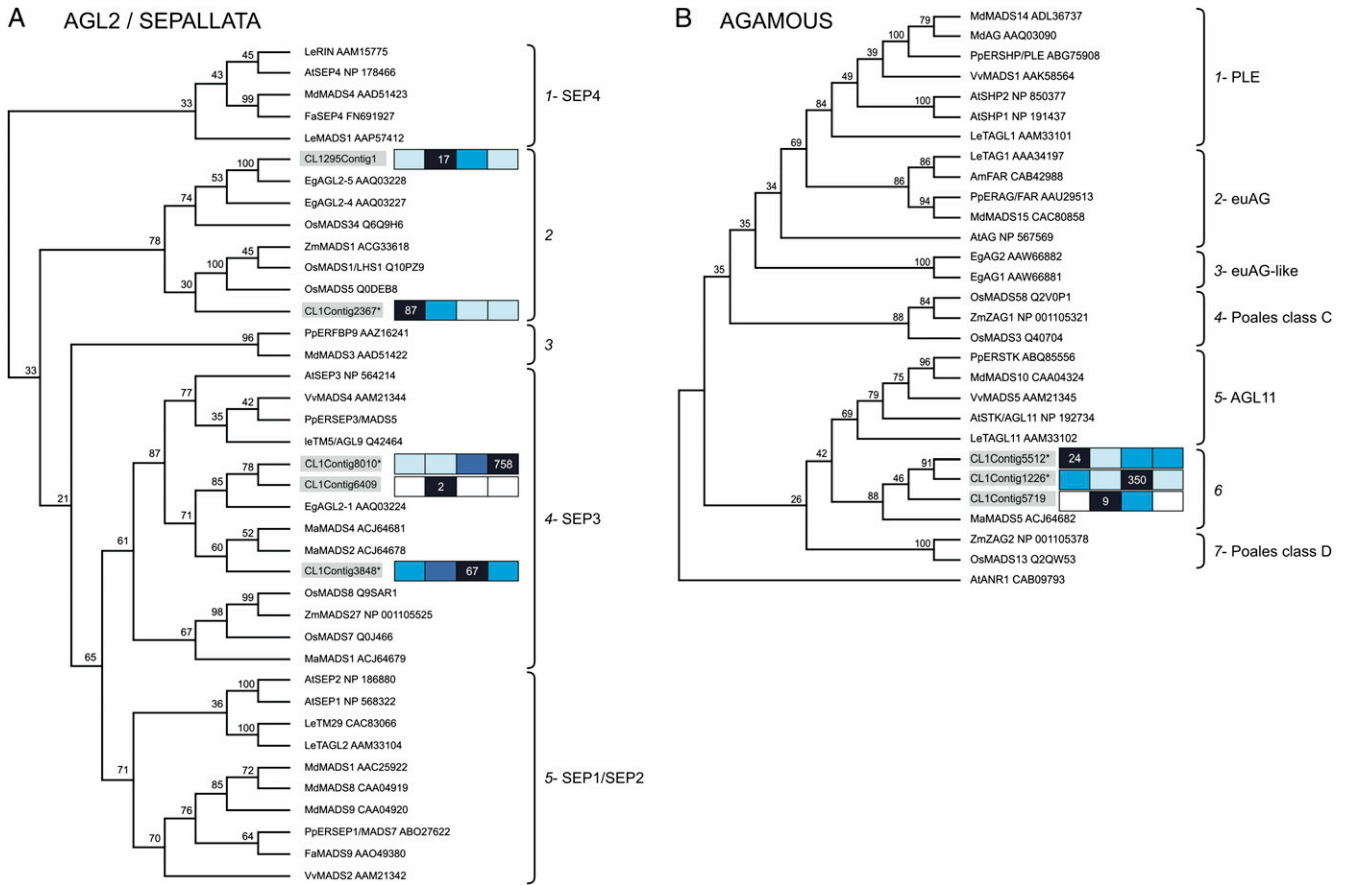 A AGL2 / SEPALLATA
45 LeRIN AAM15775
43 AtSEP4 NP 178466
33 99 MdMADS4 AAD51423
1- SEP4
FaSEP4 FN691927
LeMADS1 AAP57412
100 CL1295Contig1 17
53 EgAGL2-5 AAQ03228
74 EgAGL2-4 AAQ03227
78 OsMADS34 Q6Q9H6
2
45 ZmMADS1 ACG33618
100 OsMADS1/LHS1 Q10PZ9
30 OsMADS5 Q0DEB8
CL1Contig2367* 87
96 PpERFBP9 AAZ16241
3
MdMADS3 AAD51422
33
77 AtSEP3 NP 564214
42 VvMADS4 AAM21344
35 PpERSEP3/MADS5
87 leTM5/AGL9 Q42464
78 CL1Contig8010* 758
85 CL1Contig6409 2
21 EgAGL2-1 AAQ03224
4- SEP3
71 52 MaMADS4 ACJ64681
61 60 MaMADS2 ACJ64678
CL1Contig3848* 67
99 OsMADS8 Q9SAR1
98 ZmMADS27 NP 001105525
67 OsMADS7 Q0J466
65 MaMADS1 ACJ64679
100 AtSEP2 NP 186880
36 AtSEP1 NP 568322
100 LeTM29 CAC83066
LeTAGL2 AAM33104
71 72 MdMADS1 AAC25922
5- SEP1/SEP2
85 MdMADS8 CAA04919
76 MdMADS9 CAA04920
70 64 PpERSEP1/MADS7 ABO27622
FaMADS9 AAO49380
VvMADS2 AAM21342
B AGAMOUS
79 MdMADS14 ADL36737
100 MdAG AAQ03090
39 PpERSHP/PLE ABG75908
49 VvMADS1 AAK58564
1- PLE
84 100 AtSHP2 NP 850377
AtSHP1 NP 191437
69 LeTAGL1 AAM33101
86 LeTAG1 AAA34197
86 AmFAR CAB42988
34 94 PpERAG/FAR AAU29513
2- euAG
MdMADS15 CAC80858
35 AtAG NP 567569
100 EgAG2 AAW66882
3- euAG-like
35 EgAG1 AAW66881
84 OsMADS58 Q2V0P1
88 ZmZAG1 NP 001105321
4- Poales class C
OsMADS3 Q40704
96 PpERSTK ABQ85556
75 MdMADS10 CAA04324
79 VvMADS5 AAM21345
5- AGL11
69 AtSTK/AGL11 NP 192734
LeTAGL11 AAM33102
42 91 CL1Contig5512* 24
46 CL1Contig1226* 350
6
88 CL1Contig5719 9
26 MaMADS5 ACJ64682
100 ZmZAG2 NP 001105378
7- Poales class D
OsMADS13 Q2QW53
AtANR1 CAB09793